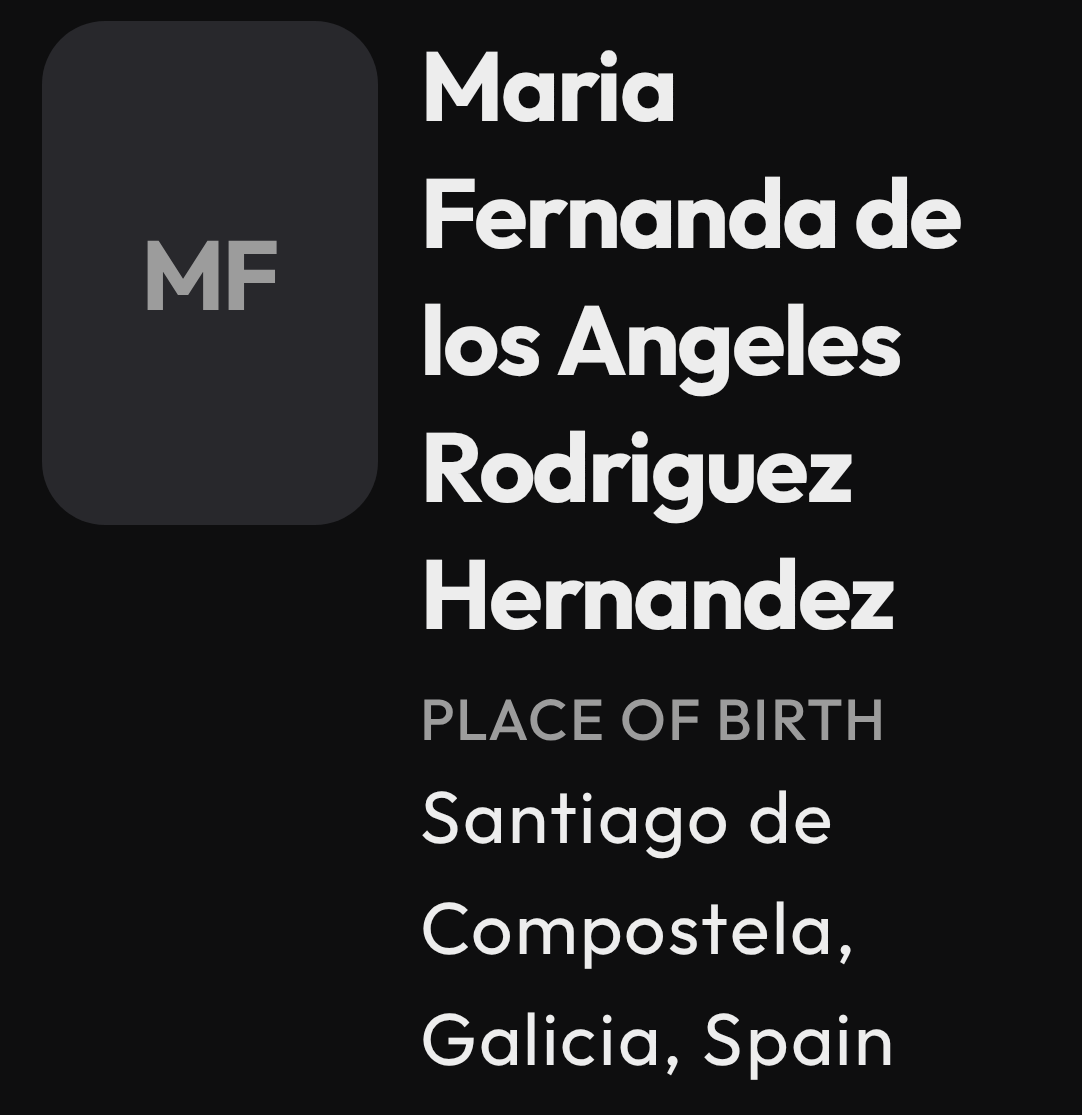 MF
Maria
Fernanda de
los Angeles
Rodriguez
Hernandez
PLACE OF BIRTH
Santiago de
Compostela,
Galicia, Spain